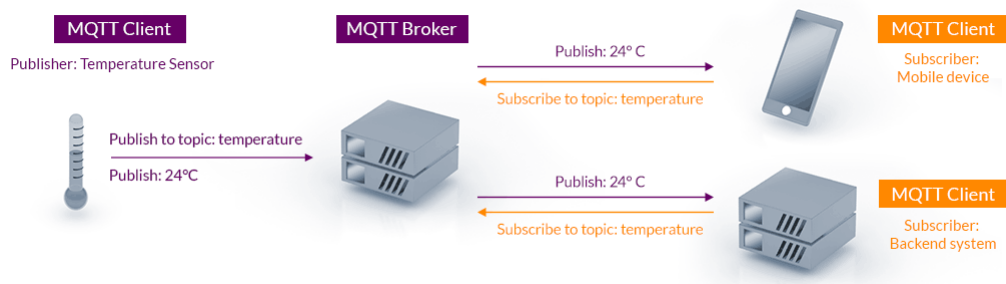 MQTT Client
Publisher: Temperature Sensor
Publish to topic: temperature
Publish: 24°C
MQTT Broker
Publish: 24° C
Subscribe to topic: temperature
Publish: 24° C
Subscribe to topic: temperature
MQTT Client
Subscriber:
Mobile device
MQTT Client
Subscriber:
Backend system